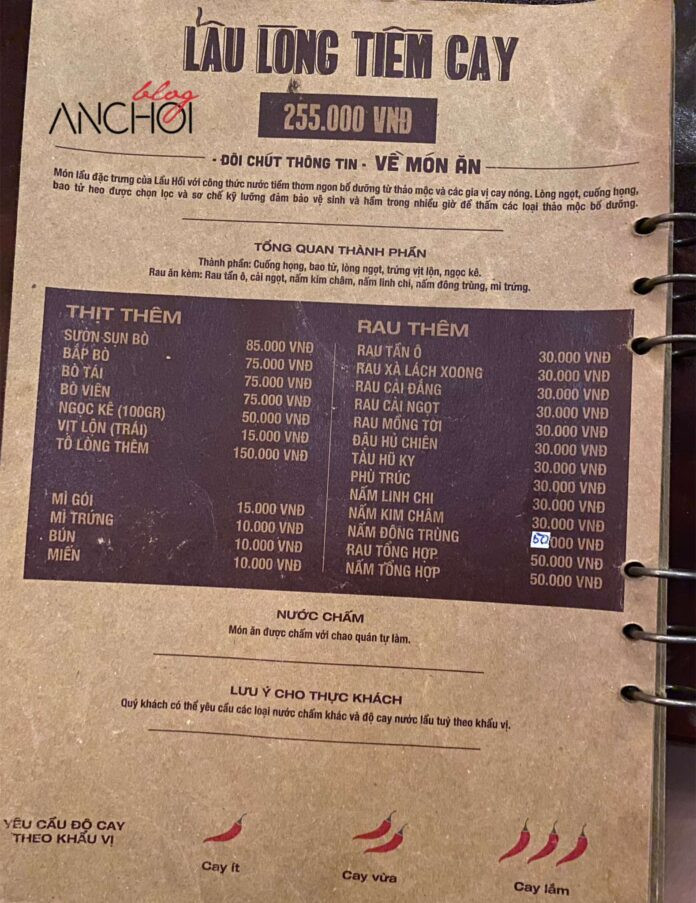 LẨU LÒNG TIỀM CAY
blog
ANCHOI
255.000 VNĐ
- ĐÔI CHÚT THÔNG TIN - VỀ MÓN ĂN
Món lẩu đặc trưng của Lẩu Hồi với công thức nước tiềm thơm ngon bổ dưỡng từ thảo mộc và các gia vị cay nóng. Lòng ngọt, cuống họng,
bao tử heo được chọn lọc và sơ chế kỹ lưỡng đảm bảo vệ sinh và hầm trong nhiều giờ để thấm các loại thảo mộc bổ dưỡng.
TỔNG QUAN THÀNH PHẦN
Thành phần: Cuống họng, bao tử, lòng ngọt, trứng vịt lộn, ngọc kê.
Rau ăn kèm: Rau tần ô, cải ngọt, nấm kim châm, nấm linh chi, nấm đông trùng, mì trứng.
THỊT THÊM
SƯỜN SỤN BÒ 85.000 VNĐ
BẮP BÒ 75.000 VNĐ
BÒ TÁI 75.000 VNĐ
BÒ VIÊN 75.000 VNĐ
NGỌC KÊ (100GR) 50.000 VNĐ
VỊT LỘN (TRÁI) 15.000 VNĐ
TÔ LÒNG THÊM 150.000 VNĐ
MÌ GÓI 15.000 VNĐ
MÌ TRỨNG 10.000 VNĐ
BÚN 10.000 VNĐ
MIẾN 10.000 VNĐ
RAU THÊM
RAU TẦN Ô 30.000 VNĐ
RAU XÀ LÁCH XOONG 30.000 VNĐ
RAU CẢI ĐẮNG 30.000 VNĐ
RAU CẢI NGỌT 30.000 VNĐ
RAU MỒNG TƠI 30.000 VNĐ
ĐẬU HỦ CHIÊN 30.000 VNĐ
TÀU HŨ KY 30.000 VNĐ
PHÙ TRÚC 30.000 VNĐ
NẤM LINH CHI 30.000 VNĐ
NẤM KIM CHÂM 30.000 VNĐ
NẤM ĐÔNG TRÙNG 50.000 VNĐ
RAU TỔNG HỢP 50.000 VNĐ
NẤM TỔNG HỢP 50.000 VNĐ
NƯỚC CHẤM
Món ăn được chấm với chao quán tự làm.
LƯU Ý CHO THỰC KHÁCH
Quý khách có thể yêu cầu các loại nước chấm khác và độ cay nước lẩu tuỳ theo khẩu vị.
YÊU CẦU ĐỘ CAY
THEO KHẨU VỊ
Cay ít
Cay vừa
Cay lắm